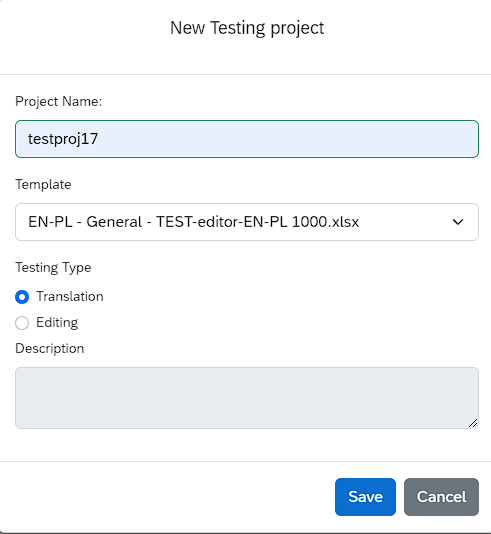 New Testing project
Project Name:
testproj17
Template
EN-PL - General - TEST-editor-EN-PL 1000.xlsx
Testing Type
Translation
Editing
Description
Save Cancel